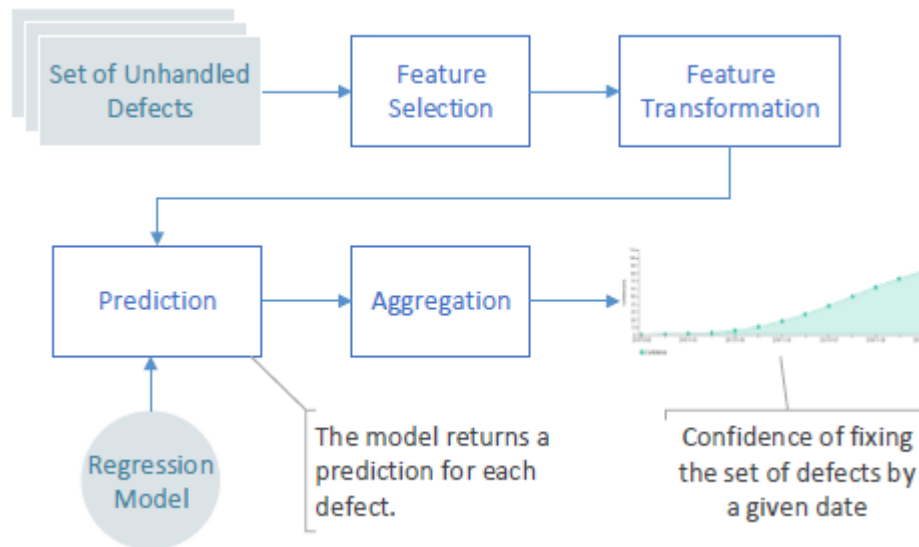 Set of Unhandled
Defects
Feature
Selection
Feature
Transformation
Prediction
Aggregation
Regression
Model
The model returns a
prediction for each
defect.
Confidence of fixing
the set of defects by
a given date